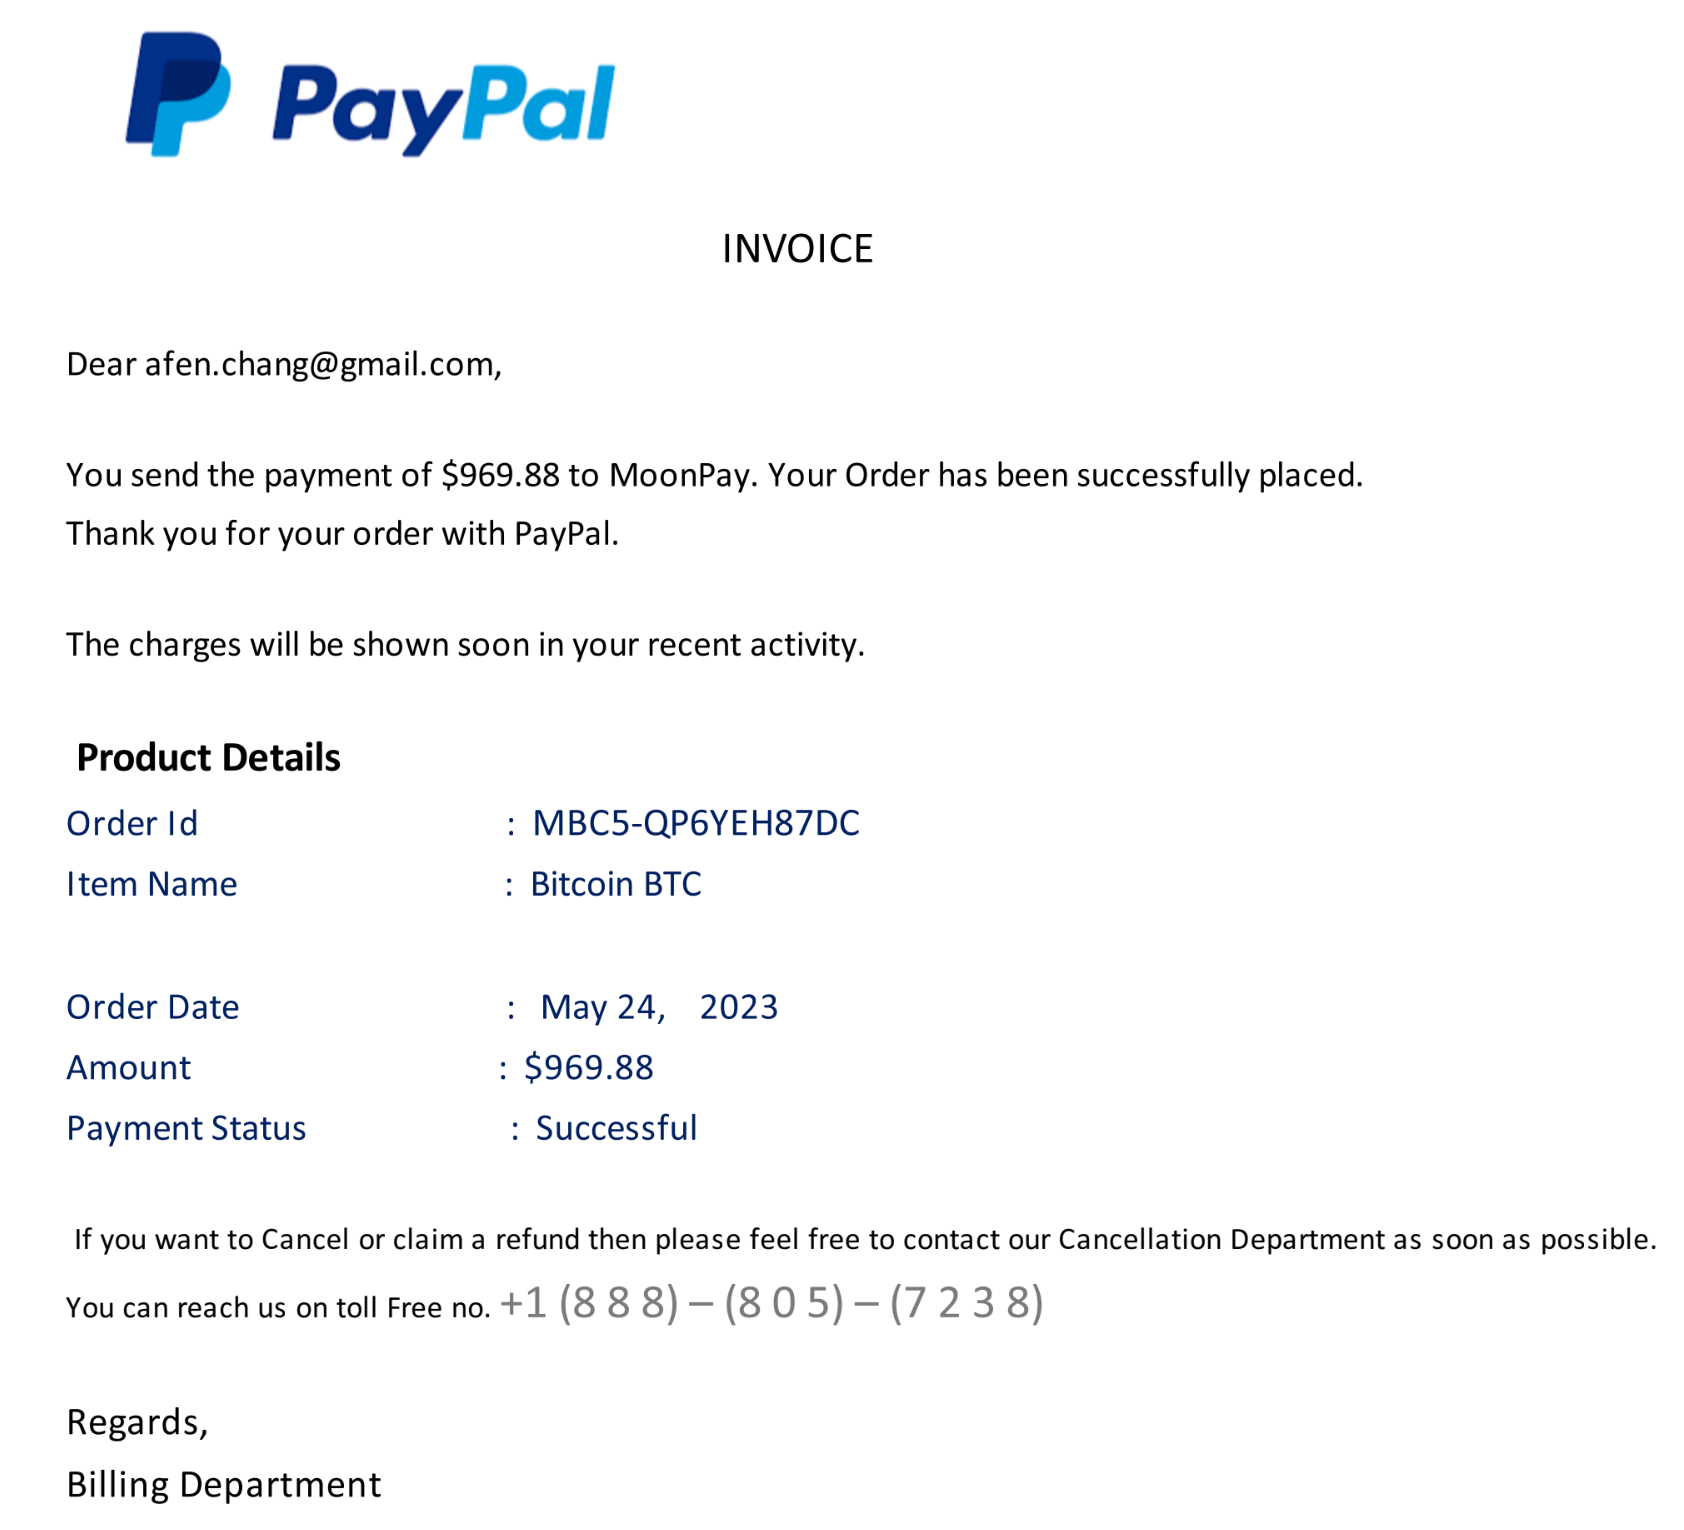 PayPal
INVOICE
Dear afen.chang@gmail.com,
You send the payment of $969.88 to MoonPay. Your Order has been successfully placed.
Thank you for your order with PayPal.
The charges will be shown soon in your recent activity.
Product Details
Order Id : MBC5-QP6YEH87DC
Item Name : Bitcoin BTC
Order Date : May 24, 2023
Amount : $969.88
Payment Status : Successful
If you want to Cancel or claim a refund then please feel free to contact our Cancellation Department as soon as possible.
You can reach us on toll Free no. +1 (8 8 8) – (8 0 5) – (7 2 3 8)
Regards,
Billing Department